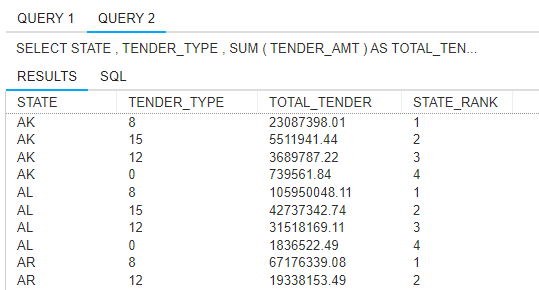 QUERY 1 QUERY 2
SELECT STATE , TENDER_TYPE , SUM ( TENDER_AMT ) AS TOTAL_TEN...
RESULTS SQL
STATE TENDER_TYPE TOTAL_TENDER STATE_RANK
AK 8 23087398.01 1
AK 15 5511941.44 2
AK 12 3689787.22 3
AK 0 739561.84 4
AL 8 105950048.11 1
AL 15 42737342.74 2
AL 12 31518169.11 3
AL 0 1836522.49 4
AR 8 67176339.08 1
AR 12 19338153.49 2